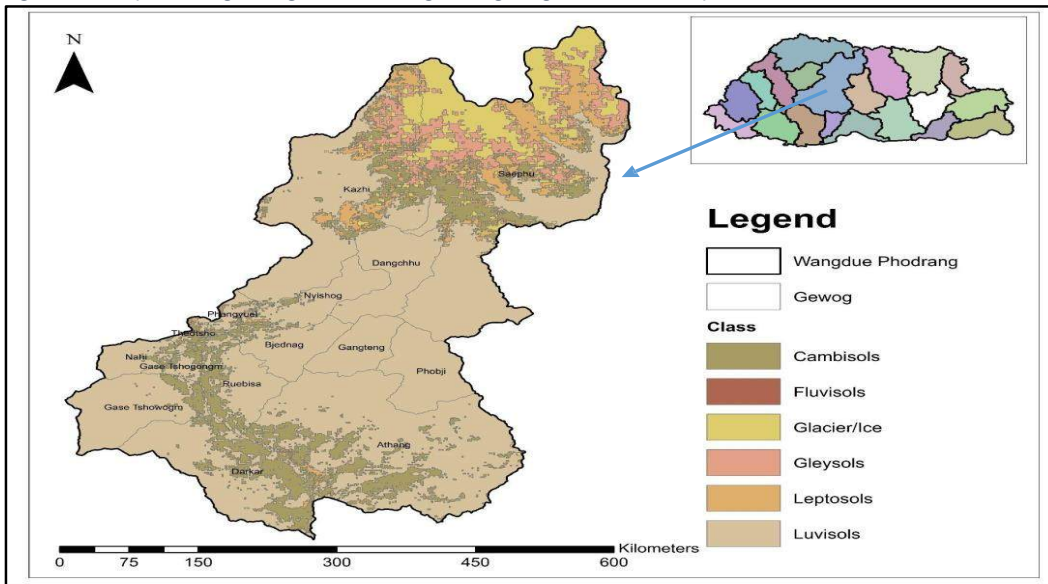 N
Kazhi
Saephu
Dangchhu
Nyishog
Phangyuel
Thedtsho
Bjednag
Gangteng
Nahi
Gase Tshogongm
Phobji
Ruebisa
Gase Tshowogm
Athang
Darkar
Legend
Wangdue Phodrang
Gewog
Class
Cambisols
Fluvisols
Glacier/Ice
Gleysols
Leptosols
Luvisols
Kilometers
0 75 150 300 450 600